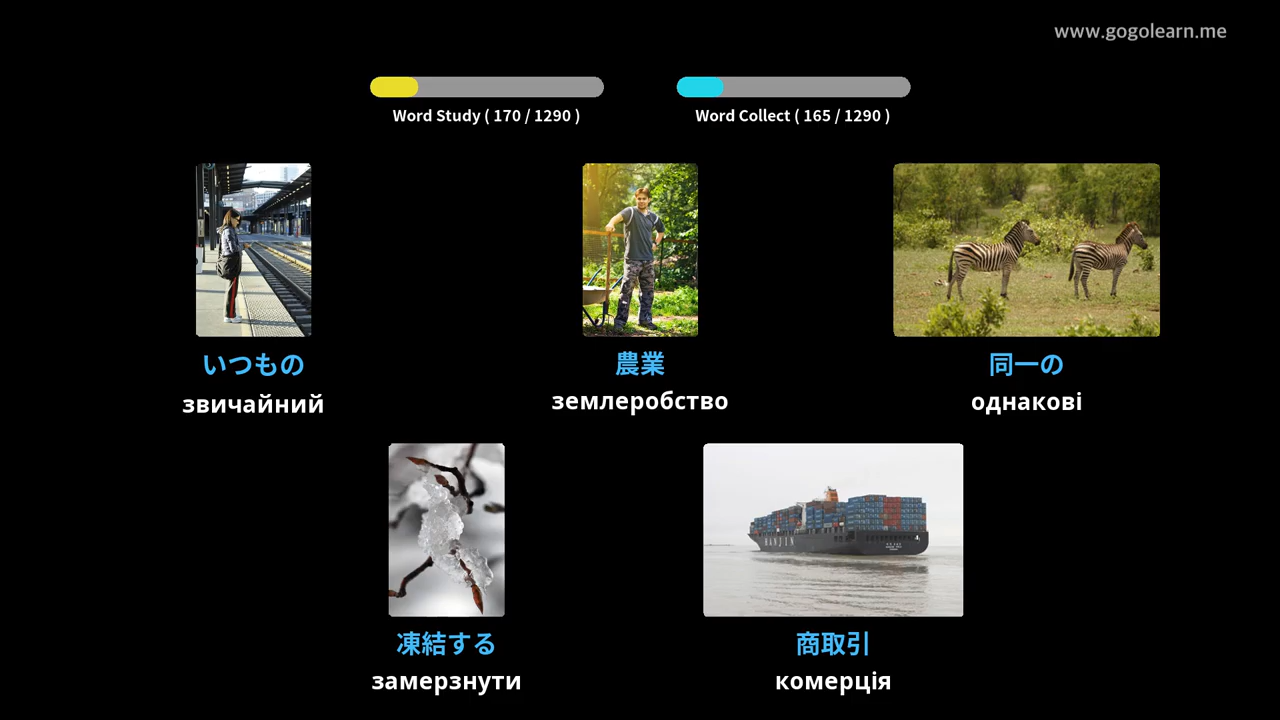 www.gogolearn.me
Word Study ( 170 / 1290 )
Word Collect ( 165 / 1290 )
いつもの
звичайний
農業
землеробство
同一の
однакові
HANJIN
凍結する
замерзнути
商取引
комерція